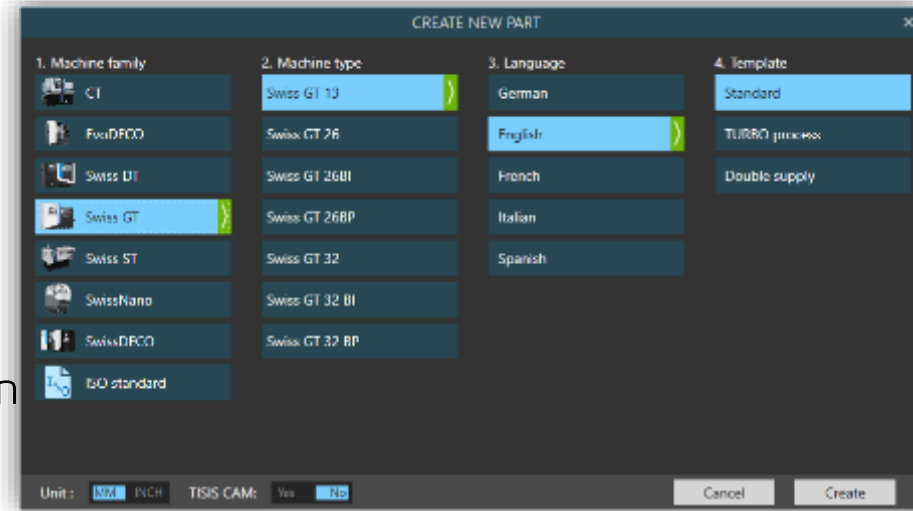 CREATE NEW PART
1. Machine family
CT
EvoDECO
Swiss DT
Swiss GT
Swiss ST
SwissNano
SwissDECO
ISO standard
2. Machine type
Swiss GT 13
Swiss GT 26
Swiss GT 26BI
Swiss GT 26BP
Swiss GT 32
Swiss GT 32 BI
Swiss GT 32 BP
3. Language
German
English
French
Italian
Spanish
4. Template
Standard
TURBO process
Double supply
n
Unit : MM INCH TISIS CAM: Yes No Cancel Create